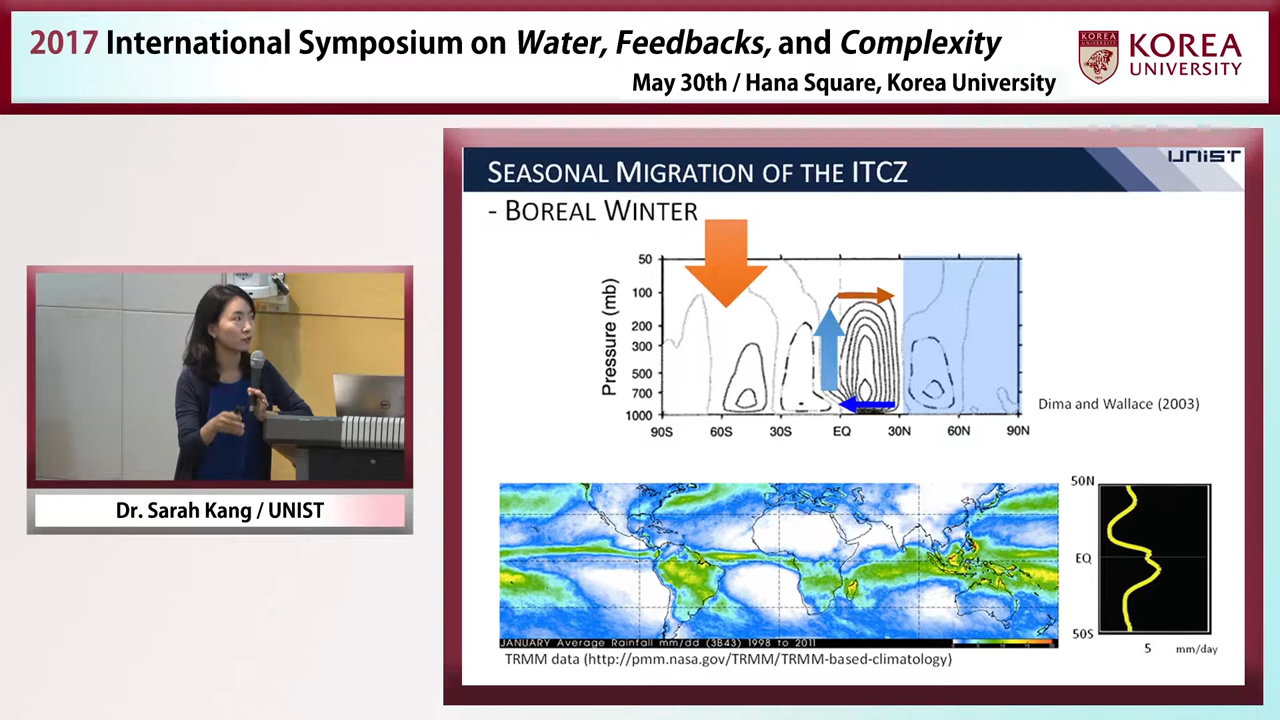 2017 International Symposium on Water, Feedbacks, and Complexity
May 30th / Hana Square, Korea University
KOREA
UNIVERSITY
SEASONAL MIGRATION OF THE ITCZ
UNIST
- BOREAL WINTER
Pressure (mb)
50
100
200
300
500
700
1000
90S 60S 30S EQ 30N 60N 90N
Dima and Wallace (2003)
Dr. Sarah Kang / UNIST
50N
EQ
50S
5 mm/day
JANUARY Average Rainfall mm/dd (3B43) 1998 to 2011
TRMM data (http://pmm.nasa.gov/TRMM/TRMM-based-climatology)